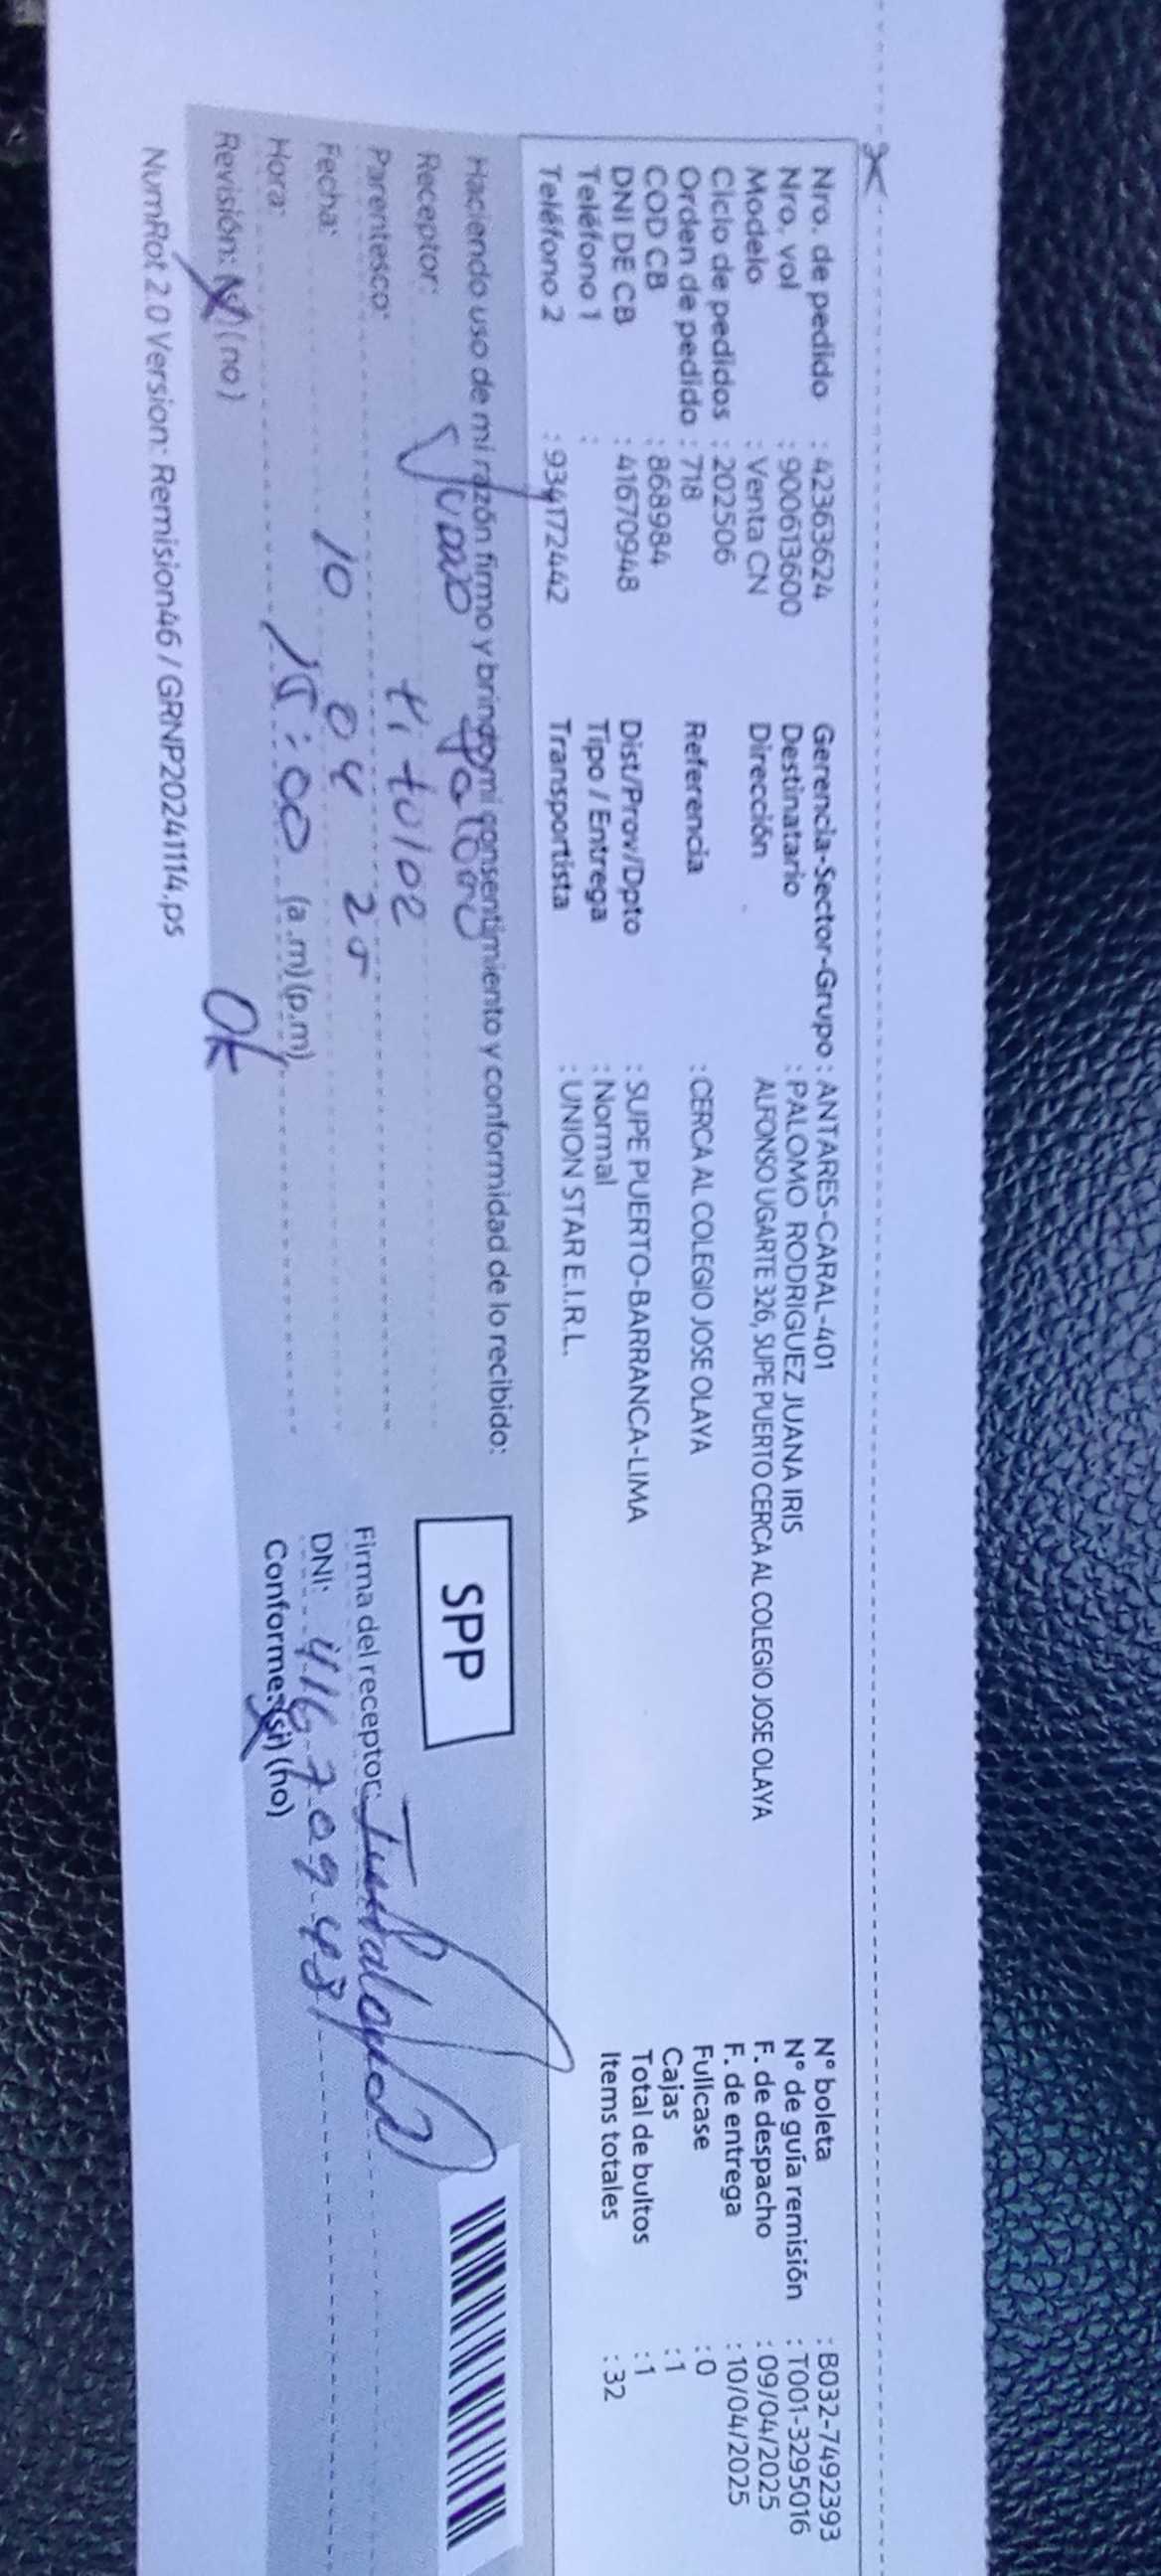 Nro. de pedido : 42363624 Gerencia-Sector-Grupo : ANTARES-CARAL-401 N° boleta : B032-7492393
Nro. vol : 900613600 Destinatario : PALOMO RODRIGUEZ JUANA IRIS N° de guía remisión : T001-3295016
Modelo : Venta CN Dirección ALFONSO UGARTE 326, SUPE PUERTO CERCA AL COLEGIO JOSE OLAYA F. de despacho : 09/04/2025
Ciclo de pedidos : 202506 F. de entrega : 10/04/2025
Orden de pedido : 718 Referencia : CERCA AL COLEGIO JOSE OLAYA Fullcase : 0
COD CB : 868984 Cajas : 1
DNI DE CB : 41670948 Dist/Prov/Dpto : SUPE PUERTO-BARRANCA-LIMA Total de bultos : 1
Teléfono 1 : Tipo / Entrega : Normal Items totales : 32
Teléfono 2 : 934172442 Transportista : UNION STAR E.I.R.L.
Haciendo uso de mi razón firmo y brindo mi consentimiento y conformidad de lo recibido:
SPP
Receptor: Juana
Parentesco: titular
Firma del receptor:
Fecha: 10 04 25
DNI: 41670948
Hora: 15:00 (a.m) (p.m)
Conforme: (si) (no)
Revisión: (no) Ok
NumRot 2.0 Version: Remision46 / GRNP20241114.ps